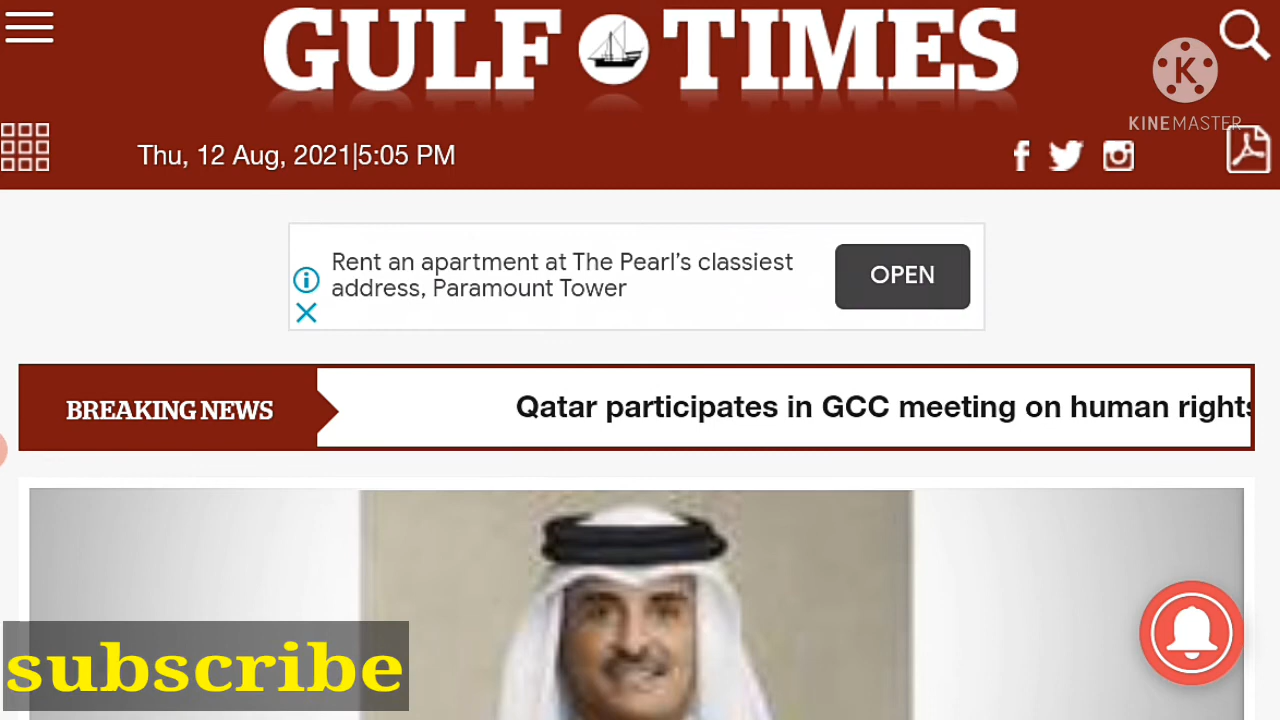 GULF TIMES
K
KINEMASTER
Thu, 12 Aug, 2021|5:05 PM
Rent an apartment at The Pearl's classiest
address, Paramount Tower
OPEN
BREAKING NEWS
Qatar participates in GCC meeting on human rights
subscribe